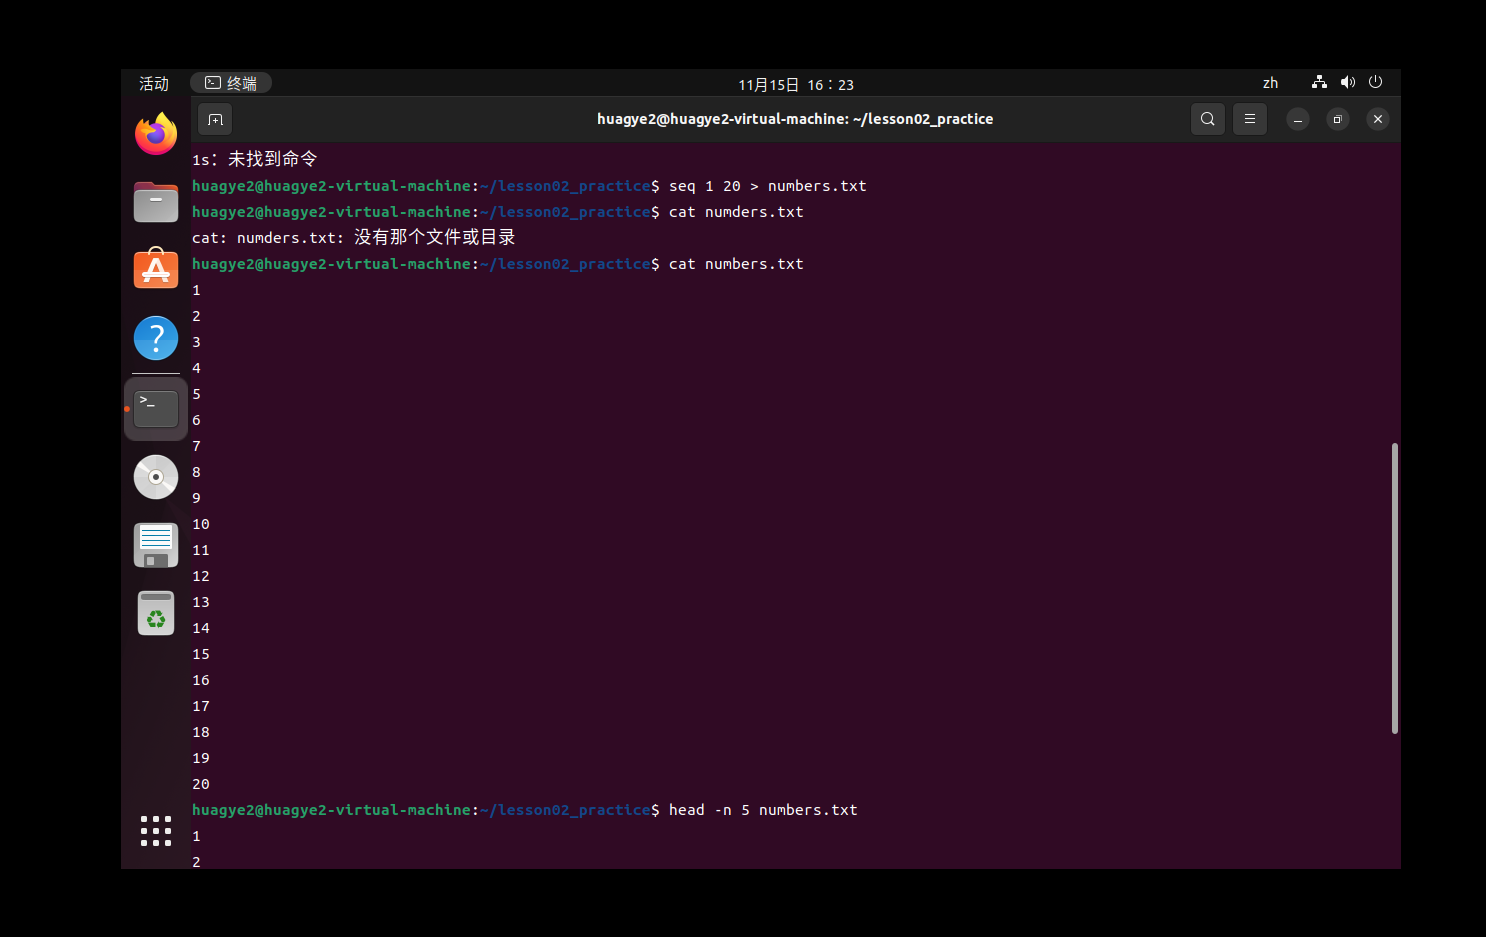 活动
终端
11月15日 16：23
zh
huagye2@huagye2-virtual-machine: ~/lesson02_practice
1s：未找到命令
huagye2@huagye2-virtual-machine:~/lesson02_practice$ seq 1 20 > numbers.txt
huagye2@huagye2-virtual-machine:~/lesson02_practice$ cat numders.txt
cat: numders.txt: 没有那个文件或目录
huagye2@huagye2-virtual-machine:~/lesson02_practice$ cat numbers.txt
1
2
3
4
5
6
7
8
9
10
11
12
13
14
15
16
17
18
19
20
huagye2@huagye2-virtual-machine:~/lesson02_practice$ head -n 5 numbers.txt
1
2